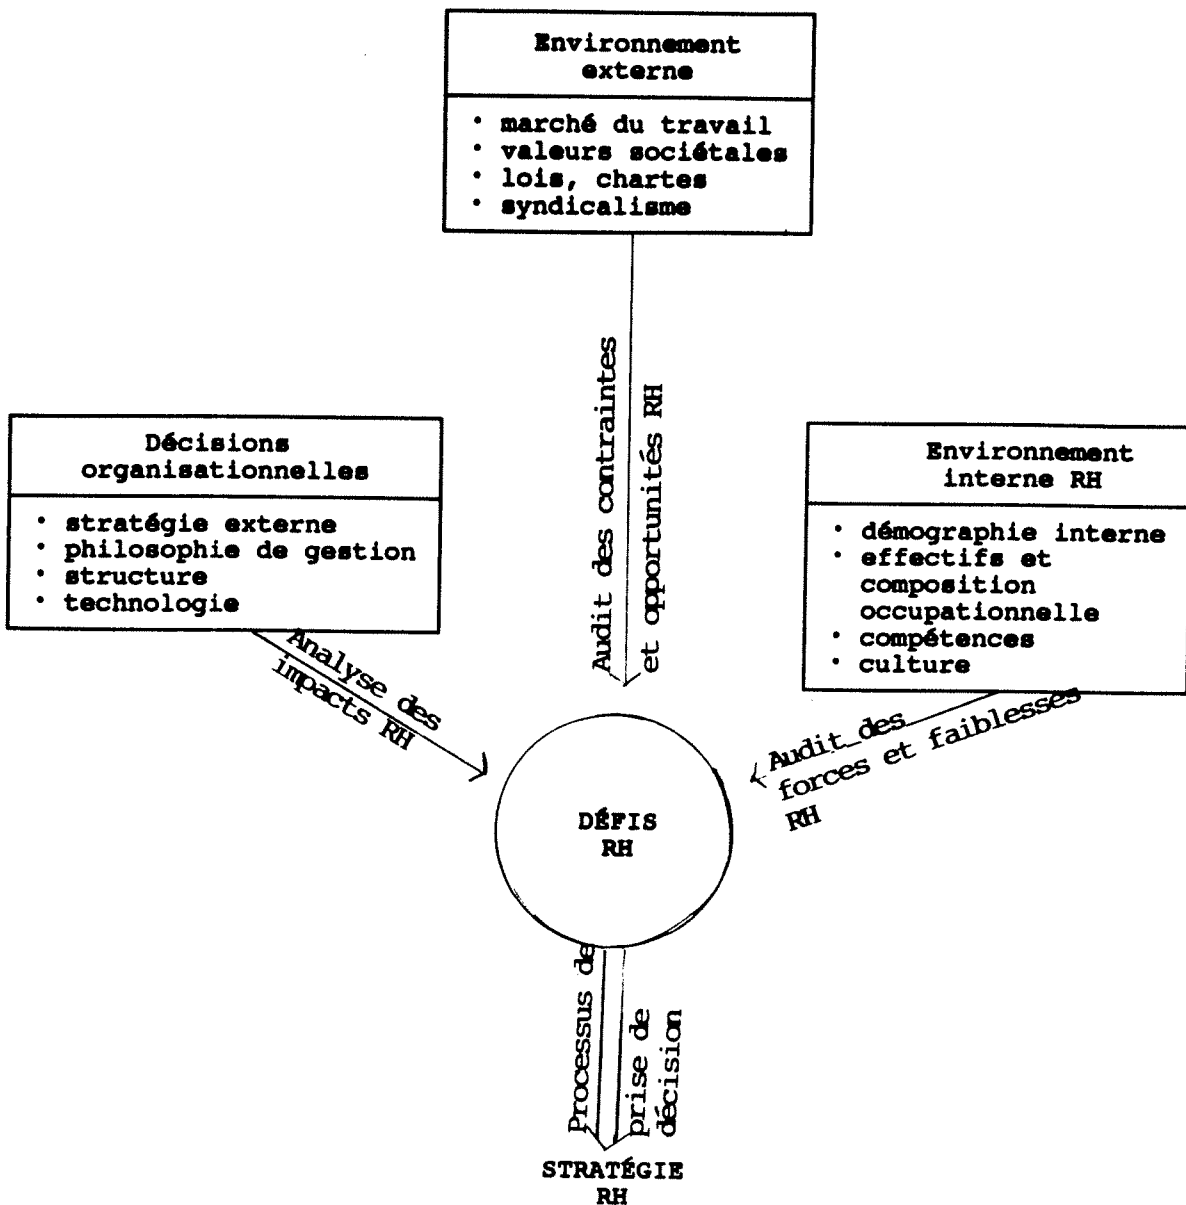 Environnement
externe
· marché du travail
· valeurs sociétales
· lois, chartes
· syndicalisme
Audit des contraintes
et opportunités RH
Décisions
organisationnelles
· stratégie externe
· philosophie de gestion
· structure
· technologie
Analyse des
impacts RH
Environnement
interne RH
· démographie interne
· effectifs et
composition
occupationnelle
· compétences
· culture
Audit des
forces et faiblesses
RH
DÉFIS
RH
Processus de
prise de
décision
STRATÉGIE
RH